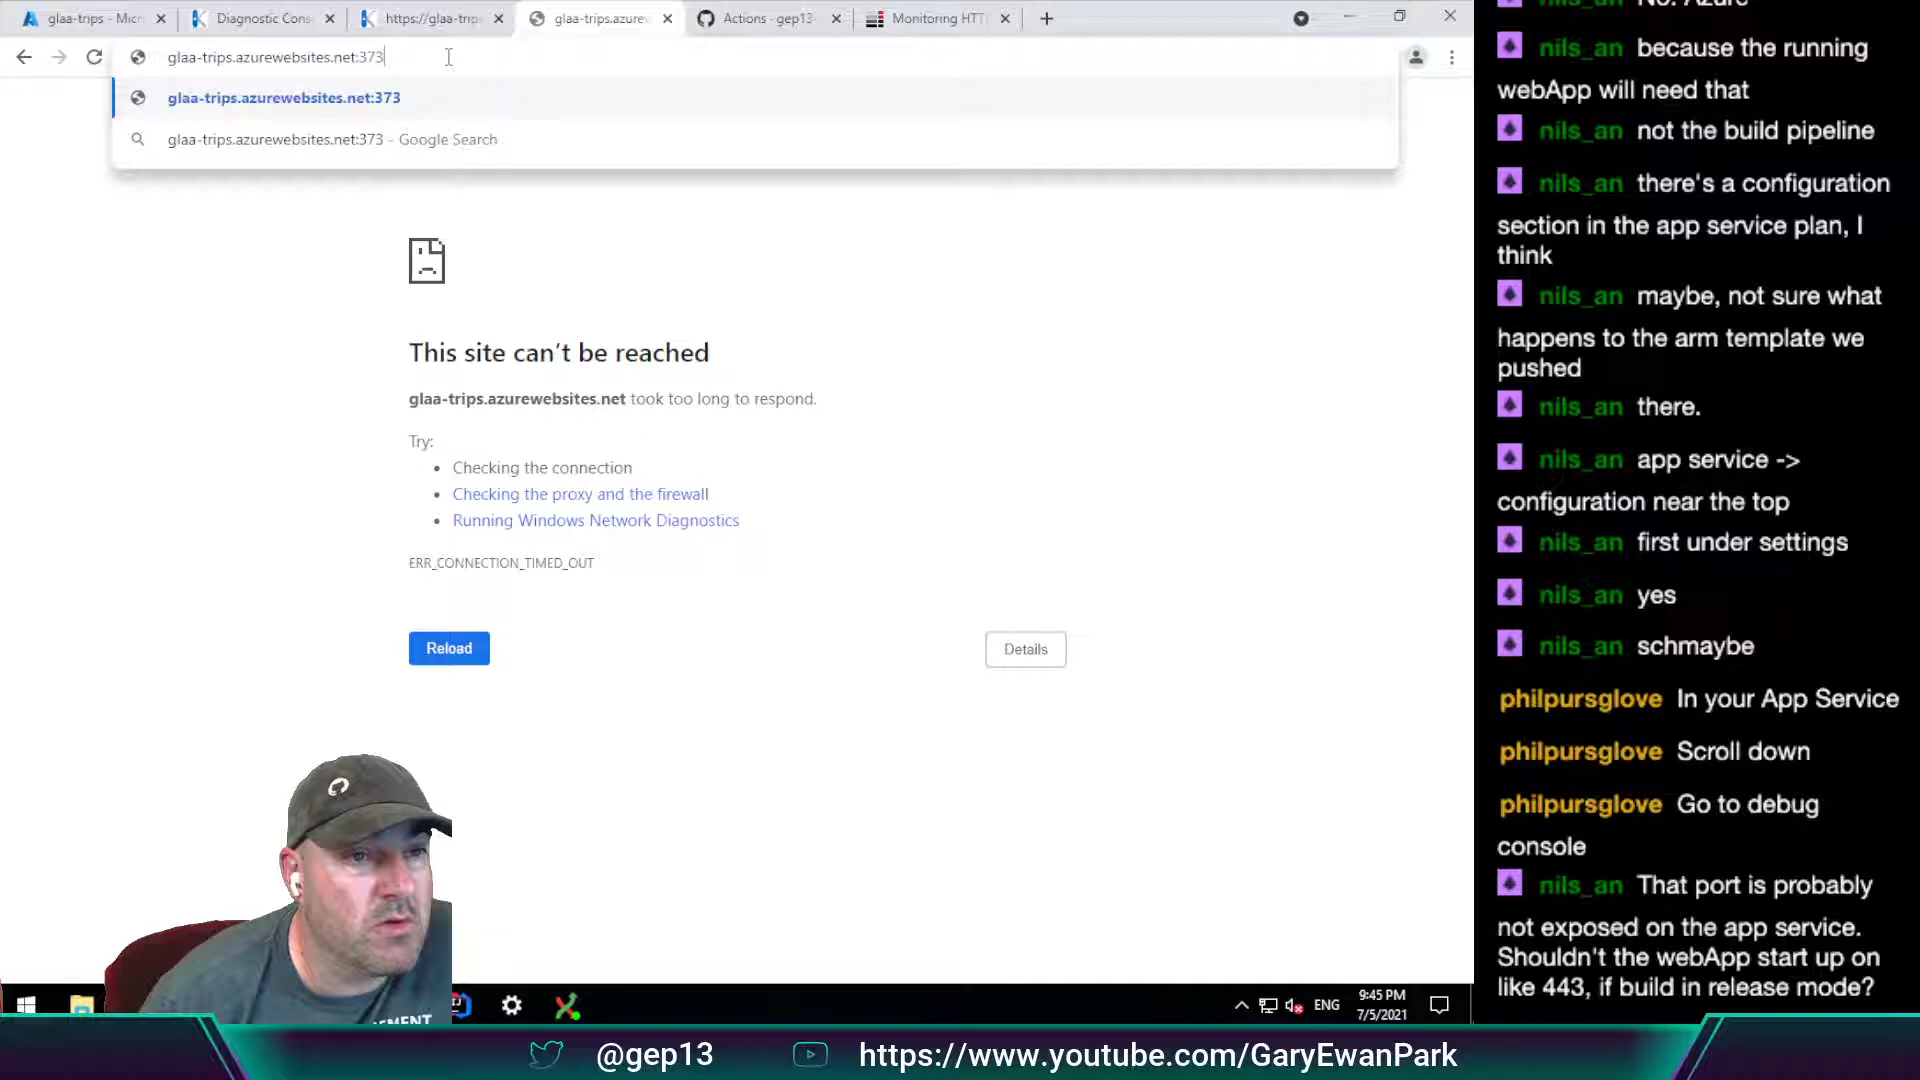 glaa-trips - Micr
Diagnostic Cons
https://glaa-trips
glaa-trips.azurew
Actions · gep13
Monitoring HTT
glaa-trips.azurewebsites.net:373
glaa-trips.azurewebsites.net:373
glaa-trips.azurewebsites.net:373 - Google Search
This site can't be reached
glaa-trips.azurewebsites.net took too long to respond.
Try:
• Checking the connection
• Checking the proxy and the firewall
• Running Windows Network Diagnostics
ERR_CONNECTION_TIMED_OUT
Reload
Details
ENG
9:45 PM
7/5/2021
@gep13
https://www.youtube.com/GaryEwanPark
nils_an No. Azure
nils_an because the running
webApp will need that
nils_an not the build pipeline
nils_an there's a configuration
section in the app service plan, I
think
nils_an maybe, not sure what
happens to the arm template we
pushed
nils_an there.
nils_an app service ->
configuration near the top
nils_an first under settings
nils_an yes
nils_an schmaybe
philpursglove In your App Service
philpursglove Scroll down
philpursglove Go to debug
console
nils_an That port is probably
not exposed on the app service.
Shouldn't the webApp start up on
like 443, if build in release mode?